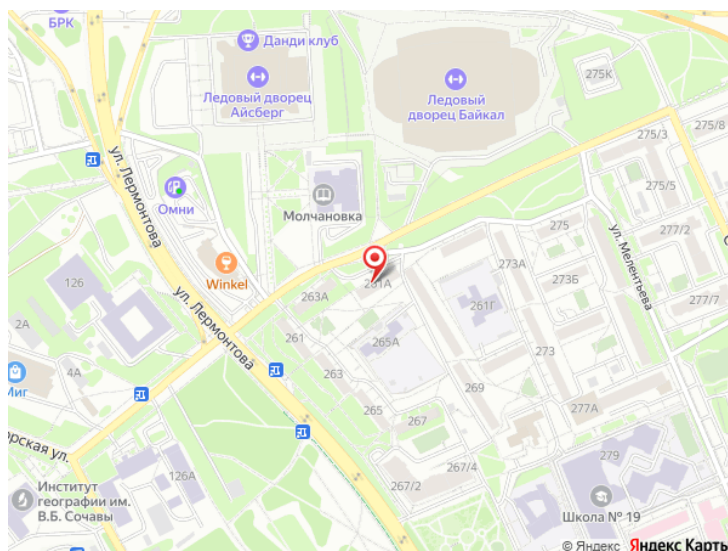 БРК
Данди клуб
Ледовый дворец
Айсберг
Ледовый
дворец Байкал
275К
275/3
275/8
ул. Лермонтова
Омни
Молчановка
275/5
Winkel
275
ул. Мелентьева
277/2
126
263А
261А
273А
273Б
277/7
ул. Лермонтова
2А
261
265А
261Г
4А
Миг
263
269
273
265
267
277А
орская ул.
126А
267/4
279
267/2
Институт
географии им.
В.Б. Сочавы
Школа № 19
© Яндекс Яндекс Карты